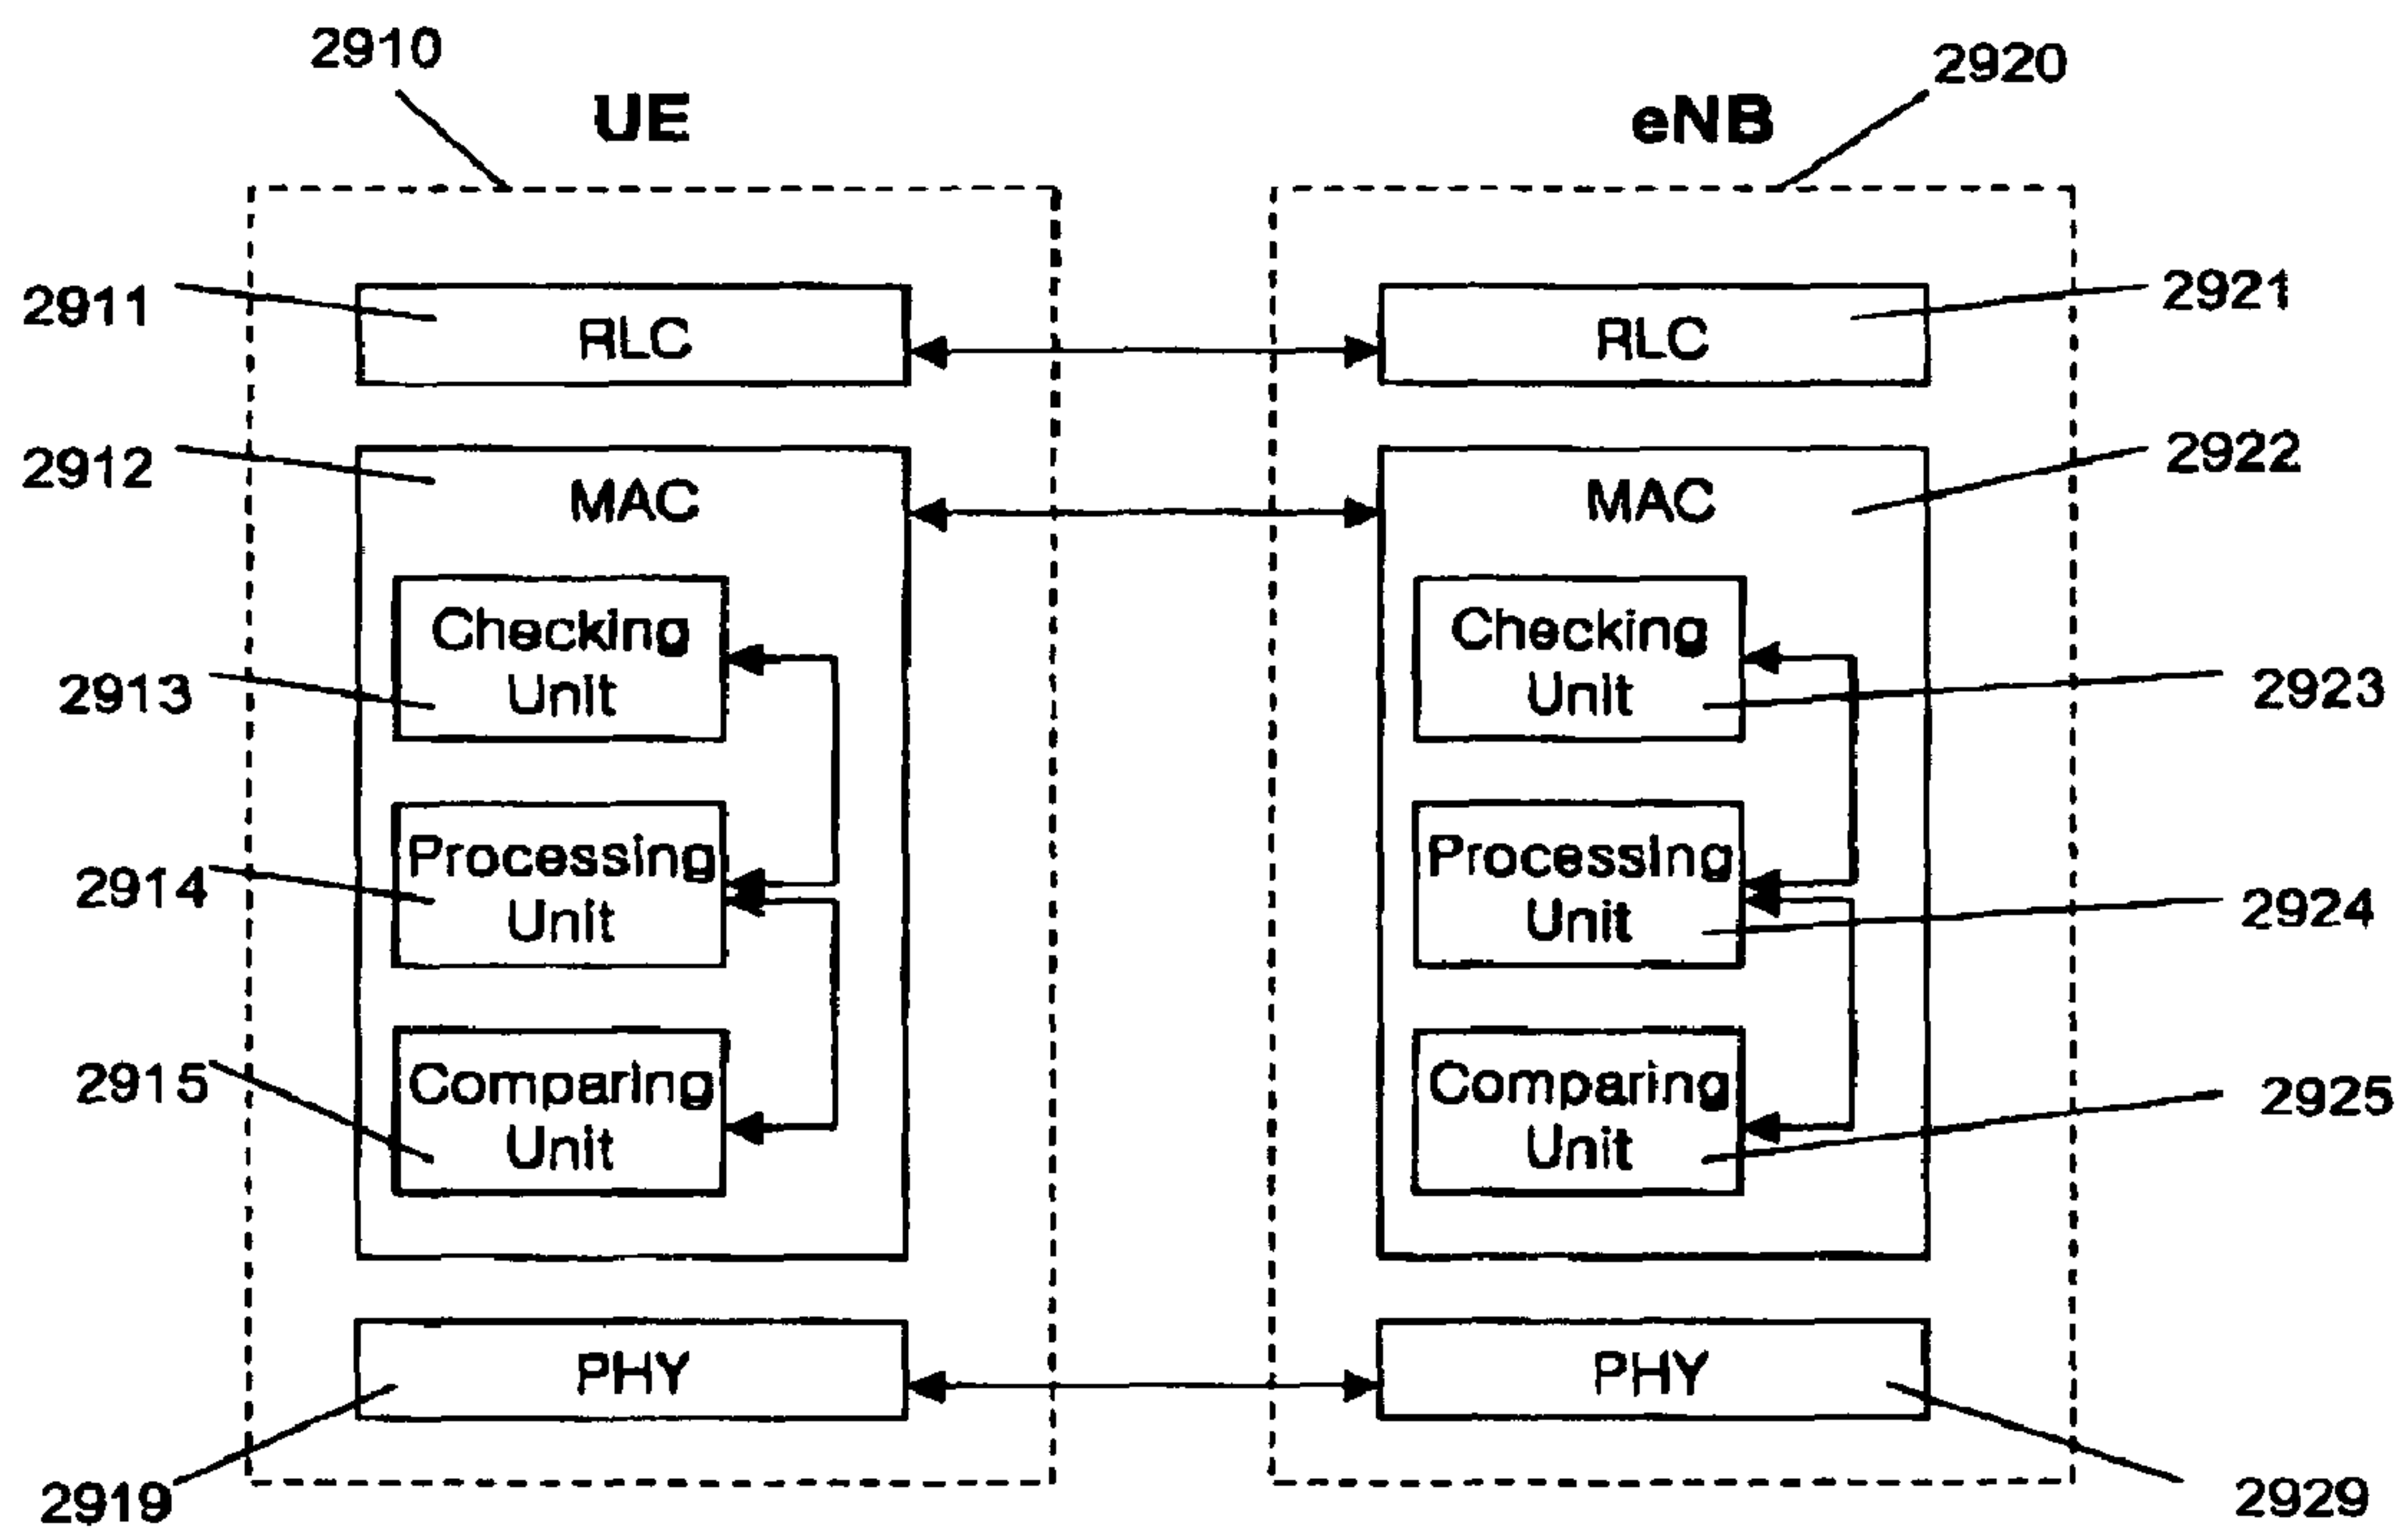 2910
UE
2920
eNB
2911
RLC
RLC
2921
2912
MAC
MAC
2922
Checking
Unit
2913
Checking
Unit
2923
Processing
Unit
2914
Processing
Unit
2924
Comparing
Unit
2915
Comparing
Unit
2925
PHY
2919
PHY
2929